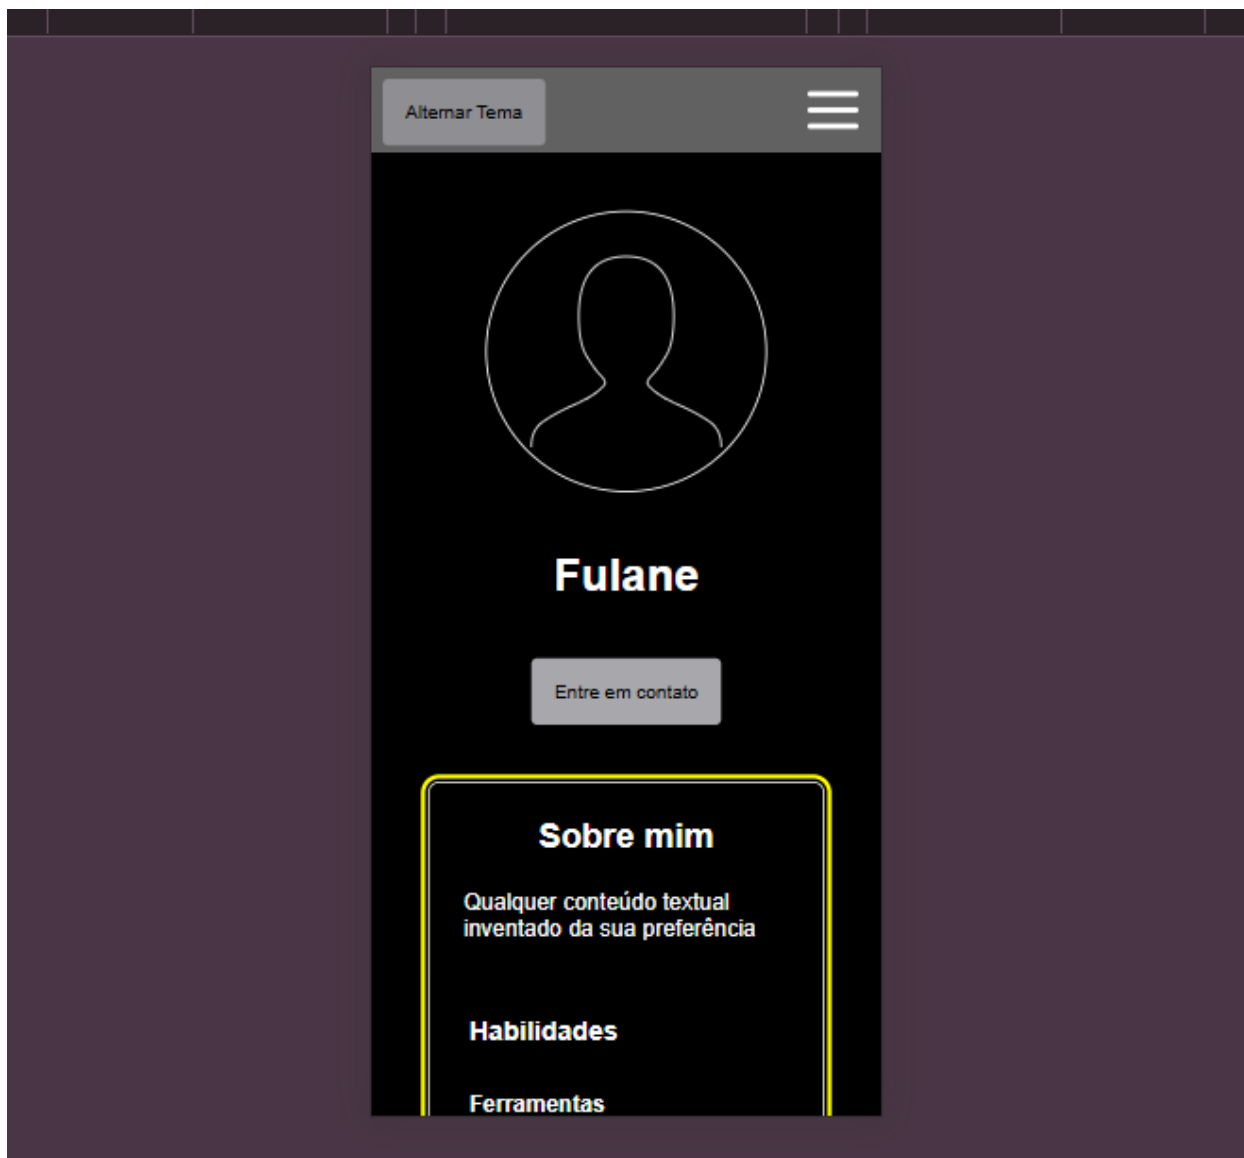 Alternar Tema
Fulane
Entre em contato
Sobre mim
Qualquer conteúdo textual
inventado da sua preferência
Habilidades
Ferramentas